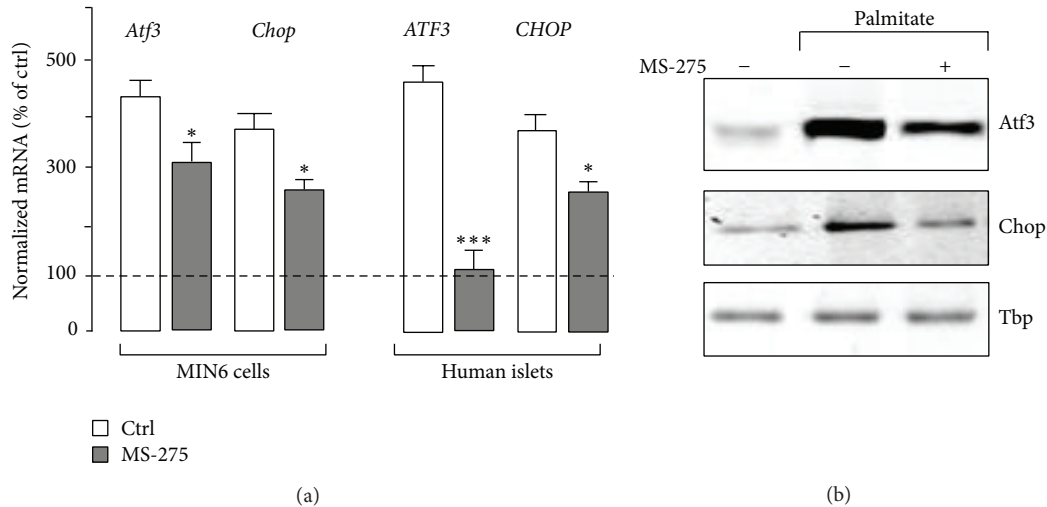 Atf3 Chop ATF3 CHOP
Normalized mRNA (% of ctrl)
500
300
100
0
* * *** *
MIN6 cells Human islets
Ctrl
MS-275
(a)
Palmitate
MS-275 − − +
Atf3
Chop
Tbp
(b)